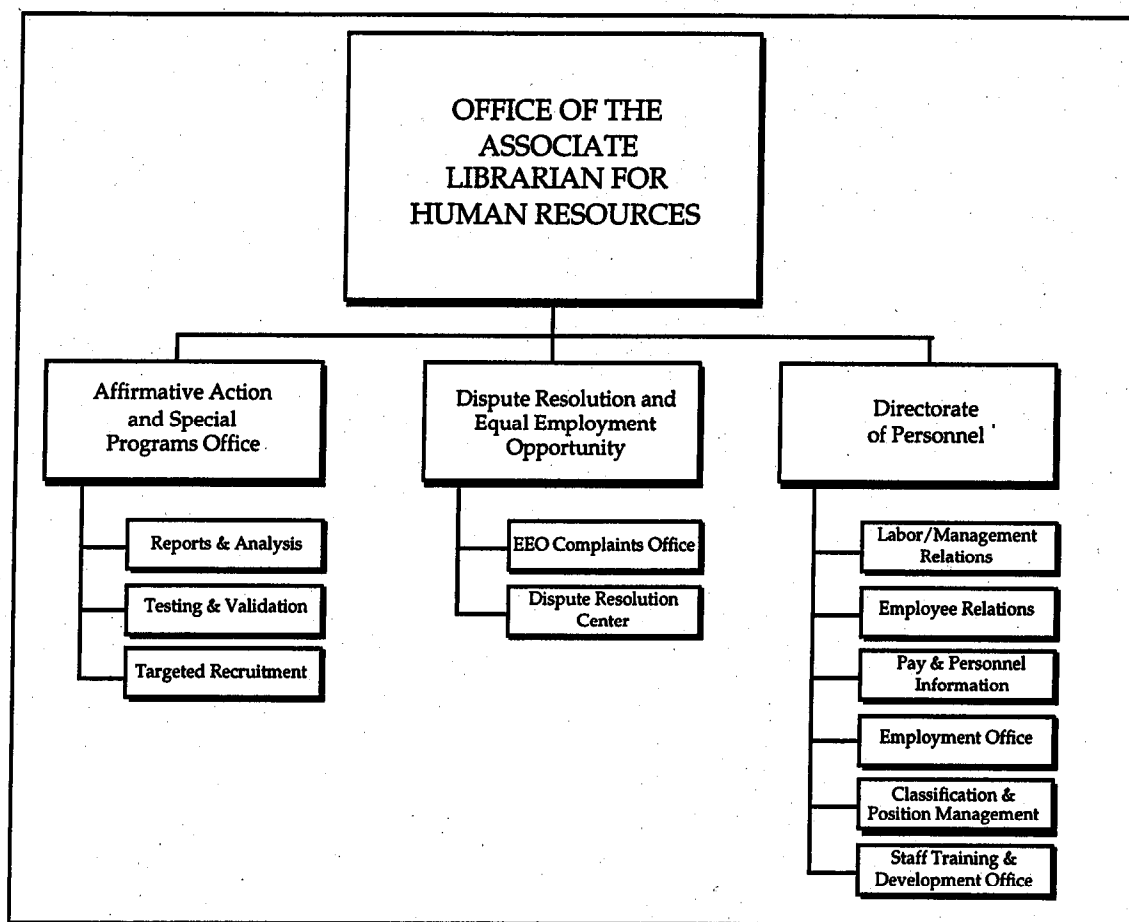 OFFICE OF THE
ASSOCIATE
LIBRARIAN FOR
HUMAN RESOURCES
Affirmative Action
and Special
Programs Office
Reports & Analysis
Testing & Validation
Targeted Recruitment
Dispute Resolution and
Equal Employment
Opportunity
EEO Complaints Office
Dispute Resolution
Center
Directorate
of Personnel
Labor/Management
Relations
Employee Relations
Pay & Personnel
Information
Employment Office
Classification &
Position Management
Staff Training &
Development Office